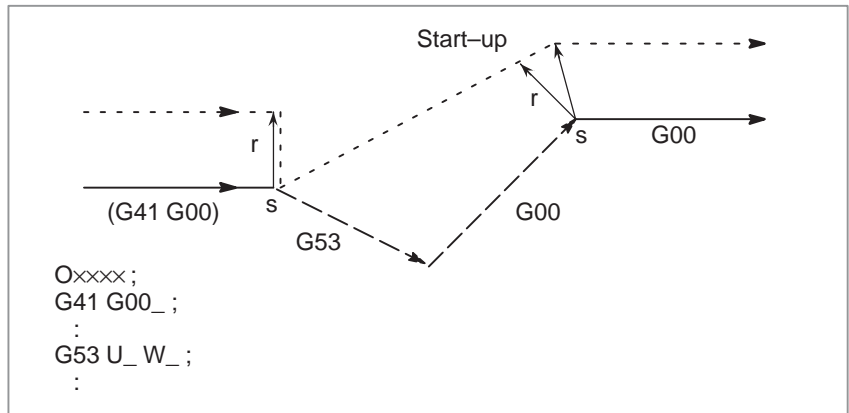 Start–up
r
r
s
G00
(G41 G00)
s
G00
G53
O×××× ;
G41 G00_ ;
:
G53 U_ W_ ;
: